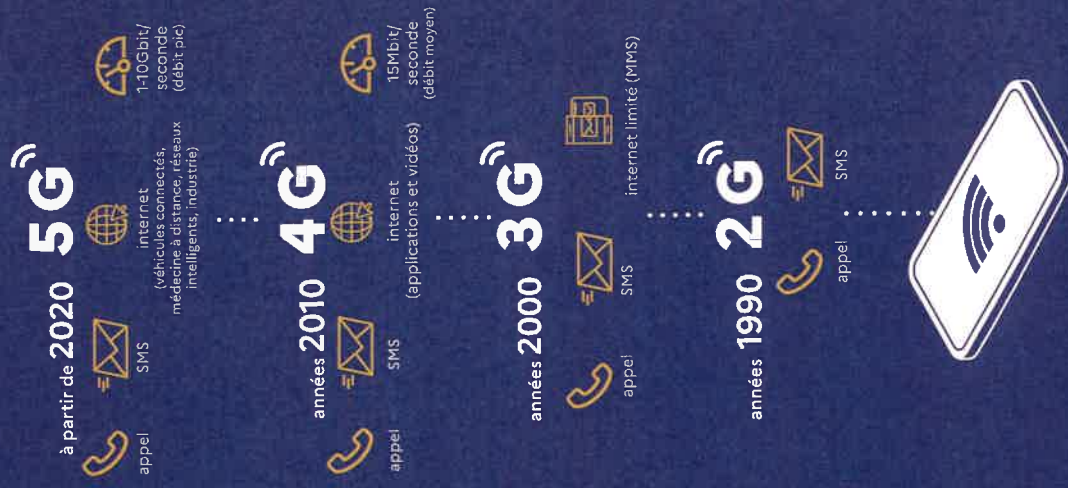 à partir de 2020 5G
appel
SMS
internet
(véhicules connectés,
médecine à distance, réseaux
intelligents, industrie)
1-10Gbit/
seconde
(débit pic)
années 2010 4G
appel
SMS
internet
(applications et vidéos)
15Mbit/
seconde
(débit moyen)
années 2000 3G
appel
SMS
internet limité (MMS)
années 1990 2G
appel
SMS